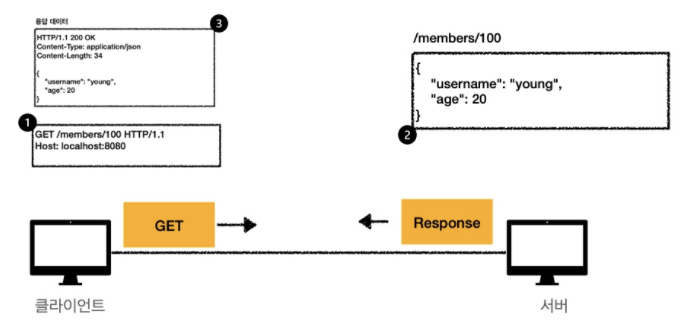 응답 데이터
3
HTTP/1.1 200 OK
Content-Type: application/json
Content-Length: 34
{
"username": "young",
"age": 20
}
1
GET /members/100 HTTP/1.1
Host: localhost:8080
/members/100
{
"username": "young",
"age": 20
}
2
GET
Response
클라이언트
서버